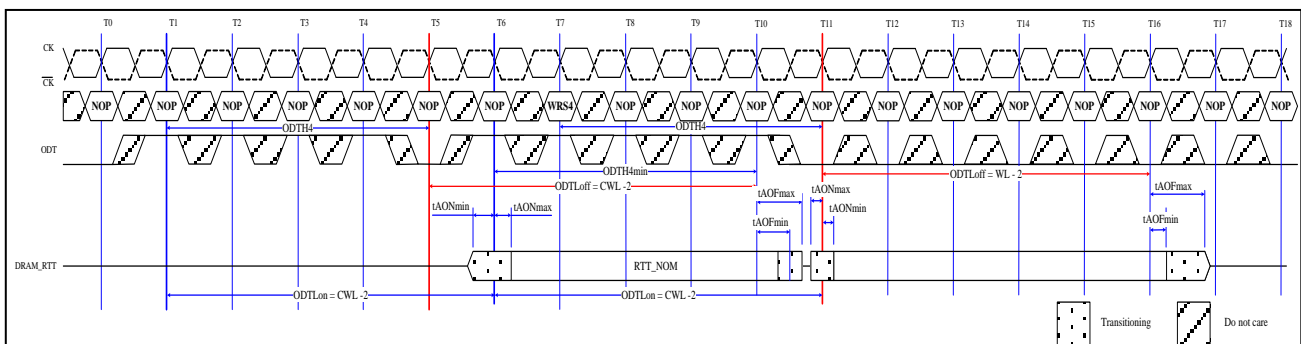 T0 T1 T2 T3 T4 T5 T6 T7 T8 T9 T10 T11 T12 T13 T14 T15 T16 T17 T18
CK
CK
NOP NOP NOP NOP NOP NOP NOP WRS4 NOP NOP NOP NOP NOP NOP NOP NOP NOP NOP NOP
ODTH4 ODTH4
ODT
ODTH4min ODTLoff = WL - 2
ODTLoff = CWL -2
tAOFmax tAONmax tAOFmax
tAONmin tAONmax tAOFmin tAONmin tAOFmin
DRAM_RTT RTT_NOM
ODTLon = CWL -2 ODTLon = CWL -2
Transitioning Do not care